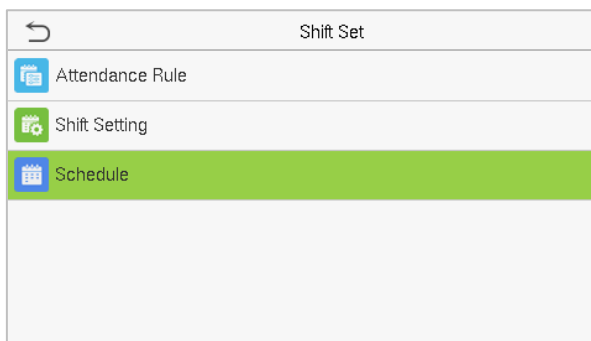 Shift Set
Attendance Rule
Shift Setting
Schedule